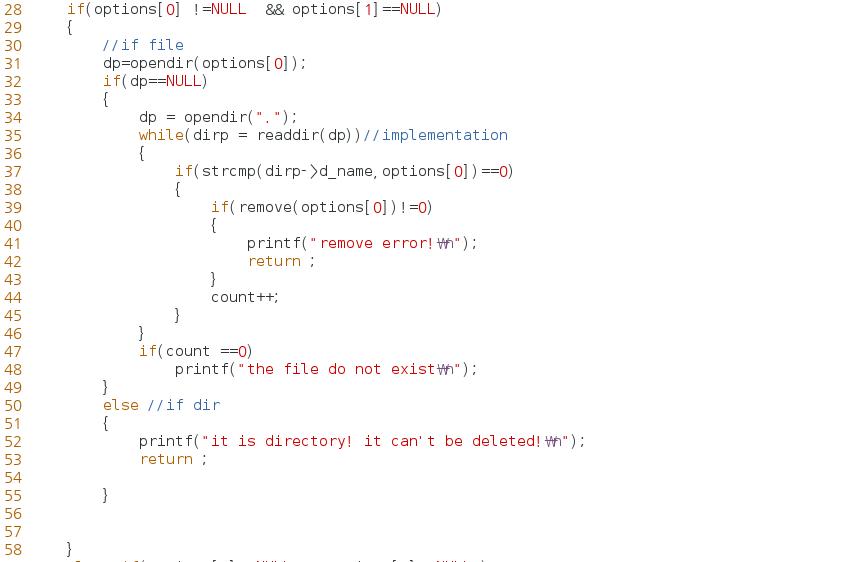 28 if(options[0] !=NULL && options[1]==NULL)
29 {
30 //if file
31 dp=opendir(options[0]);
32 if(dp==NULL)
33 {
34 dp = opendir(".");
35 while(dirp = readdir(dp))//implementation
36 {
37 if(strcmp(dirp->d_name,options[0])==0)
38 {
39 if(remove(options[0])!=0)
40 {
41 printf("remove error!₩n");
42 return ;
43 }
44 count++;
45 }
46 }
47 if(count ==0)
48 printf("the file do not exist₩n");
49 }
50 else //if dir
51 {
52 printf("it is directory! it can't be deleted!₩n");
53 return ;
54
55 }
56
57
58 }